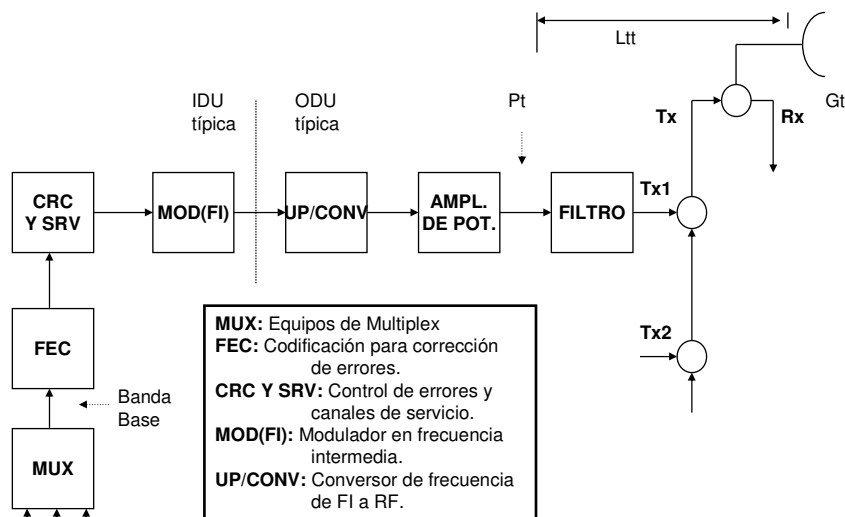 Ltt
IDU
típica
ODU
típica
Pt
Tx
Rx
Gt
CRC
Y SRV
MOD(FI)
UP/CONV
AMPL.
DE POT.
FILTRO
Tx1
FEC
Tx2
Banda
Base
MUX
MUX: Equipos de Multiplex
FEC: Codificación para corrección
de errores.
CRC Y SRV: Control de errores y
canales de servicio.
MOD(FI): Modulador en frecuencia
intermedia.
UP/CONV: Conversor de frecuencia
de FI a RF.